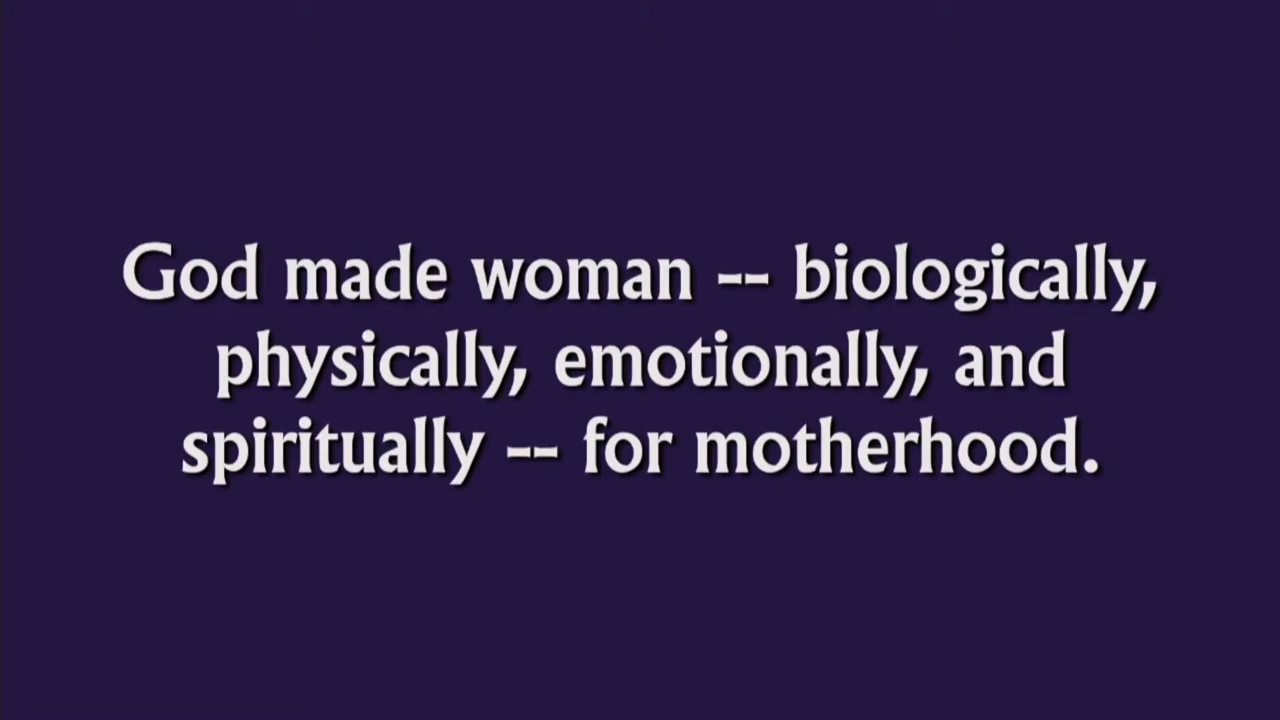 God made woman -- biologically,
physically, emotionally, and
spiritually -- for motherhood.